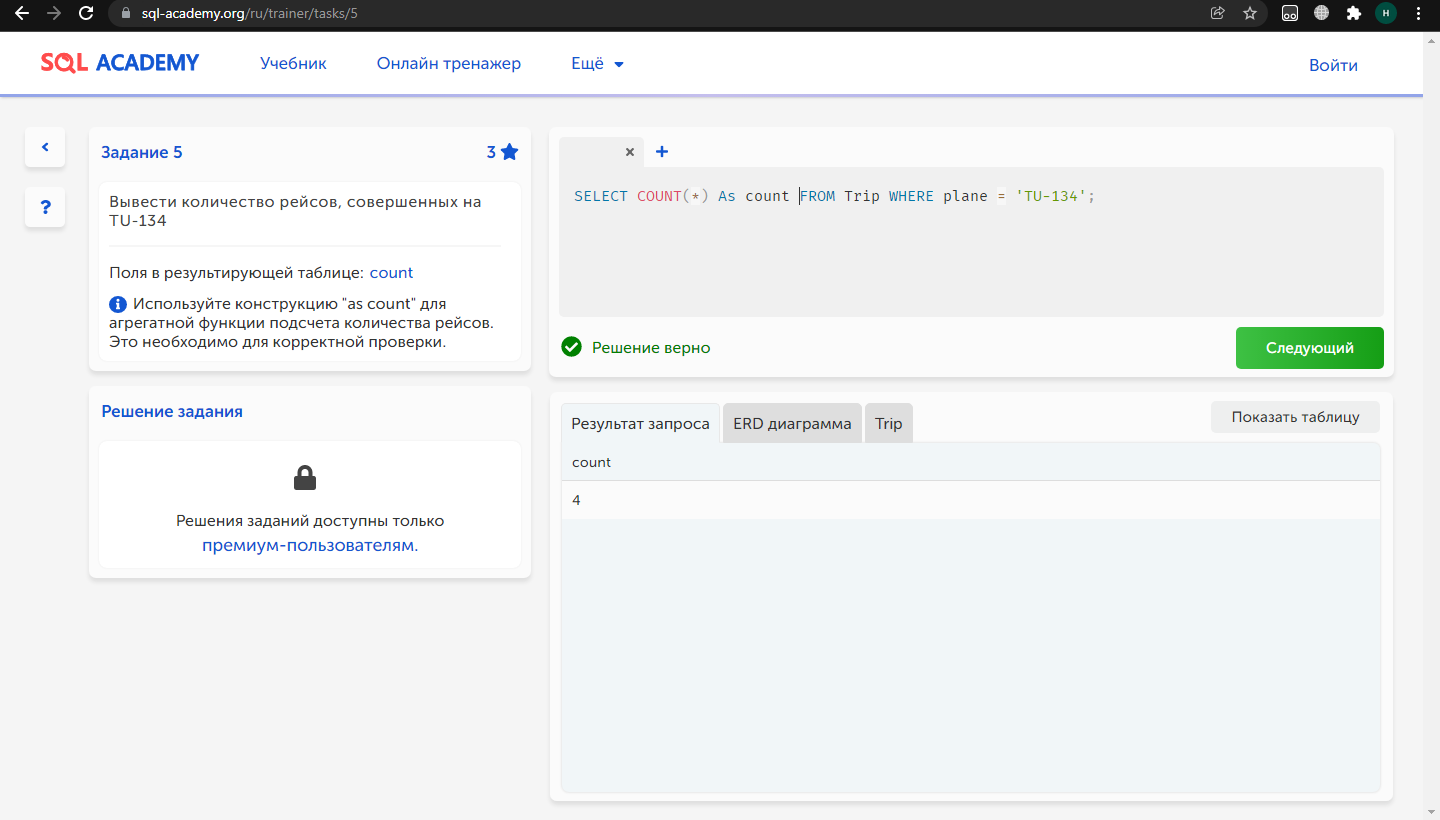 sql-academy.org/ru/trainer/tasks/5
H
SQL ACADEMY
Учебник
Онлайн тренажер
Ещё
Войти
Задание 5
3
Вывести количество рейсов, совершенных на
TU-134
Поля в результирующей таблице: count
Используйте конструкцию "as count" для
агрегатной функции подсчета количества рейсов.
Это необходимо для корректной проверки.
Решение задания
Решения заданий доступны только
премиум-пользователям.
SELECT COUNT(*) As count FROM Trip WHERE plane = 'TU-134';
Решение верно
Следующий
Результат запроса
ERD диаграмма
Trip
Показать таблицу
count
4